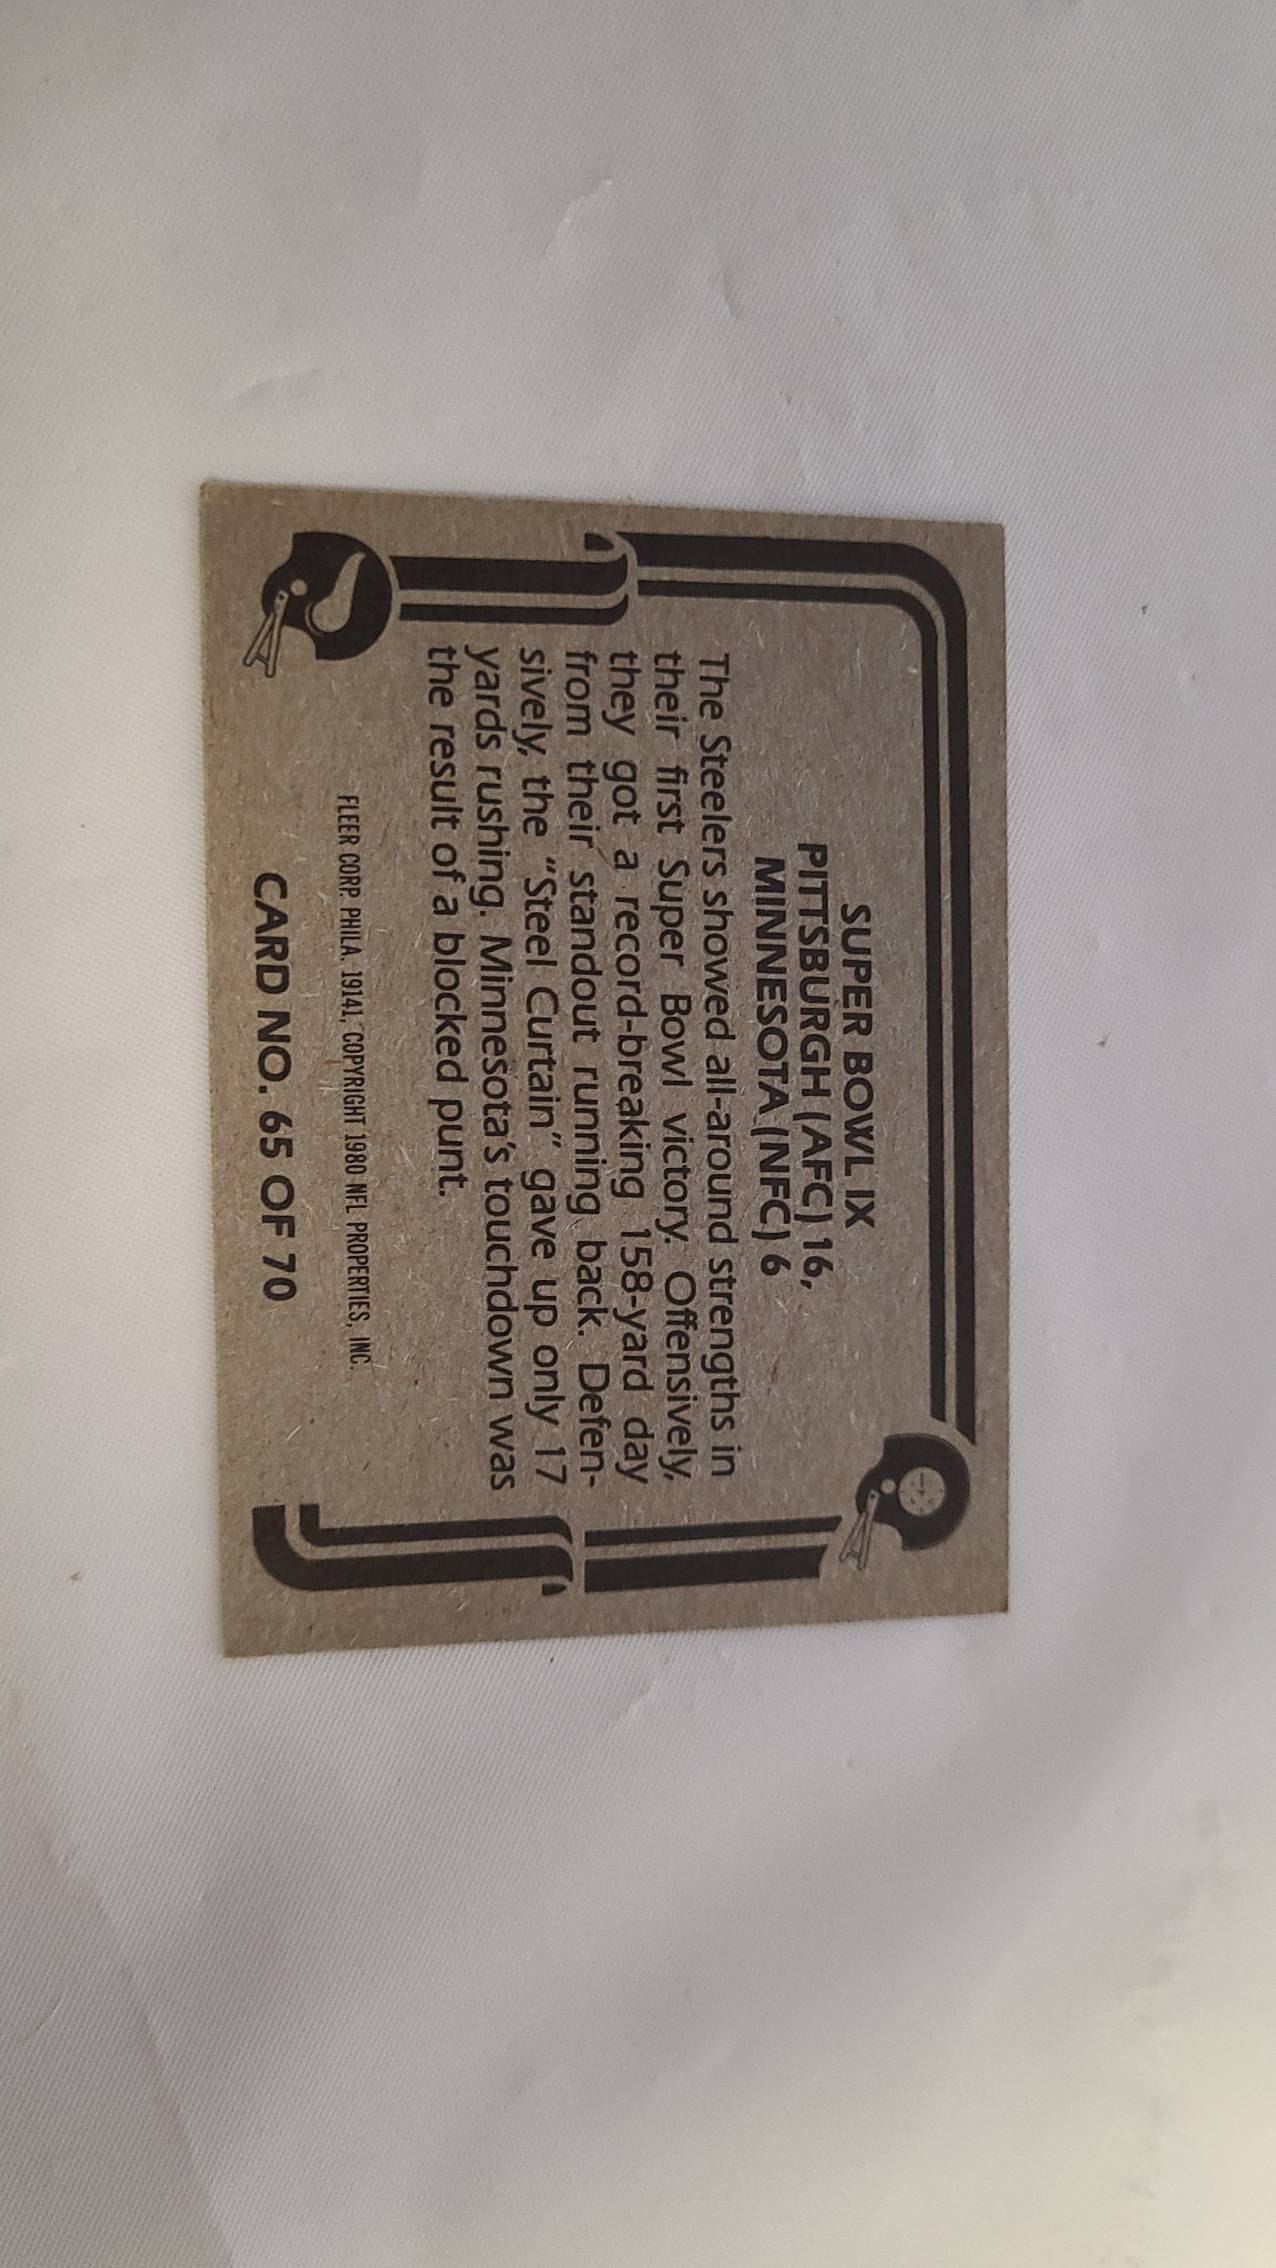 SUPER BOWL IX
PITTSBURGH (AFC) 16,
MINNESOTA (NFC) 6
The Steelers showed all-around strengths in
their first Super Bowl victory. Offensively,
they got a record-breaking 158-yard day
from their standout running back. Defen-
sively, the “Steel Curtain” gave up only 17
yards rushing. Minnesota's touchdown was
the result of a blocked punt.
FLEER CORP. PHILA. 19141, COPYRIGHT 1980 NFL PROPERTIES, INC.
CARD NO. 65 OF 70